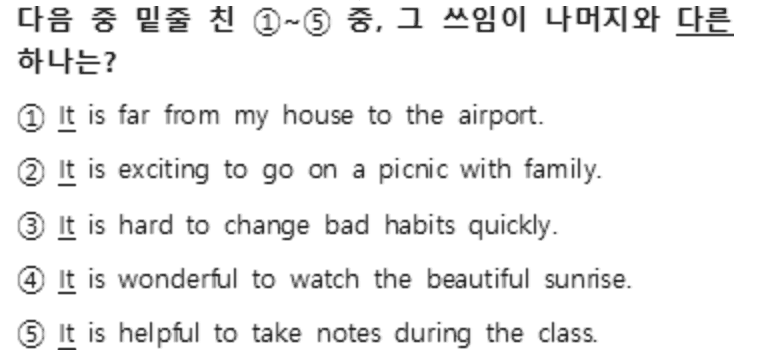 다음 중 밑줄 친 ①~⑤ 중, 그 쓰임이 나머지와 다른
하나는?
① It is far from my house to the airport.
② It is exciting to go on a picnic with family.
③ It is hard to change bad habits quickly.
④ It is wonderful to watch the beautiful sunrise.
⑤ It is helpful to take notes during the class.